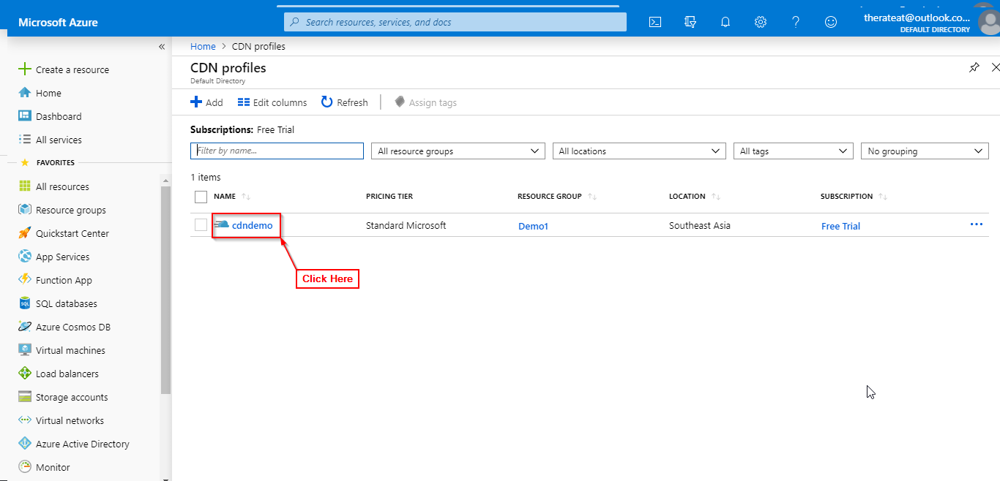 Microsoft Azure
Search resources, services, and docs
therateat@outlook.co...
DEFAULT DIRECTORY
Home > CDN profiles
CDN profiles
Default Directory
Create a resource
Home
Dashboard
All services
FAVORITES
All resources
Resource groups
Quickstart Center
App Services
Function App
SQL databases
Azure Cosmos DB
Virtual machines
Load balancers
Storage accounts
Virtual networks
Azure Active Directory
Monitor
Add Edit columns Refresh Assign tags
Subscriptions: Free Trial
Filter by name... All resource groups All locations All tags No grouping
1 items
NAME PRICING TIER RESOURCE GROUP LOCATION SUBSCRIPTION
cdndemo Standard Microsoft Demo1 Southeast Asia Free Trial
Click Here